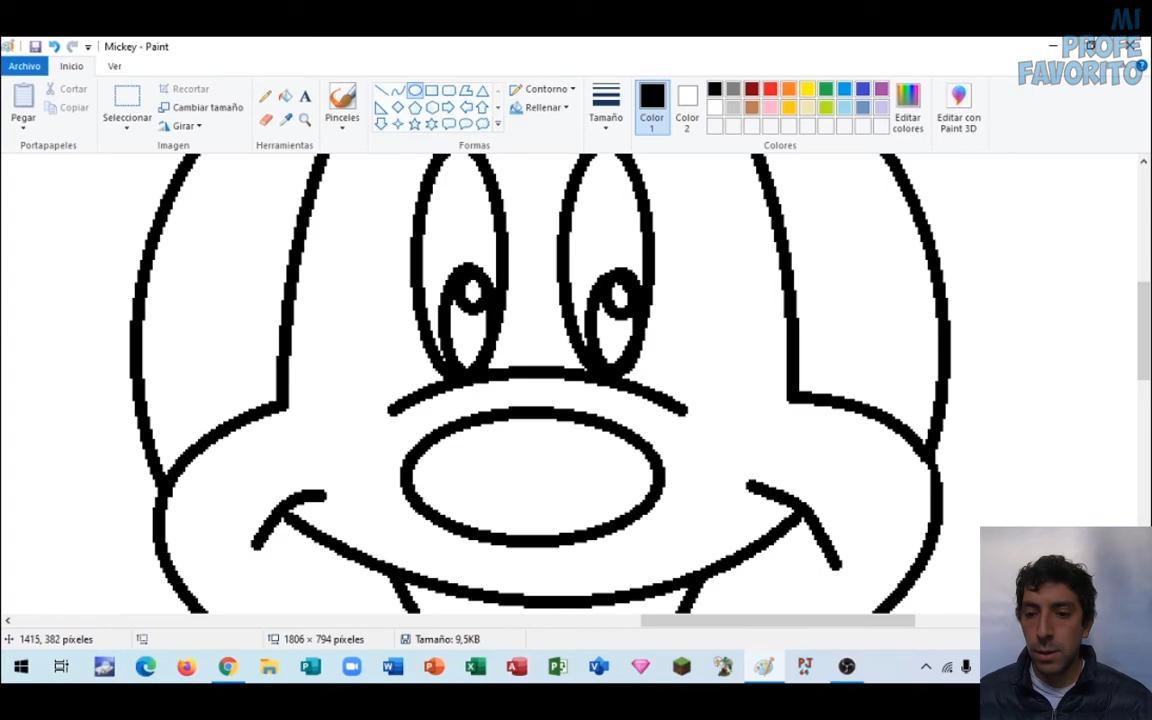 MI
PROFE
FAVORITO
Mickey - Paint
Archivo Inicio Ver
Pegar
Cortar
Copiar
Portapapeles
Seleccionar
Recortar
Cambiar tamaño
Girar
Imagen
A
Herramientas
Pinceles
Contorno
Rellenar
Formas
Tamaño
Color
1
Color
2
Editar
colores
Colores
Editar con
Paint 3D
1415, 382 píxeles
1806 × 794 píxeles
Tamaño: 9,5KB